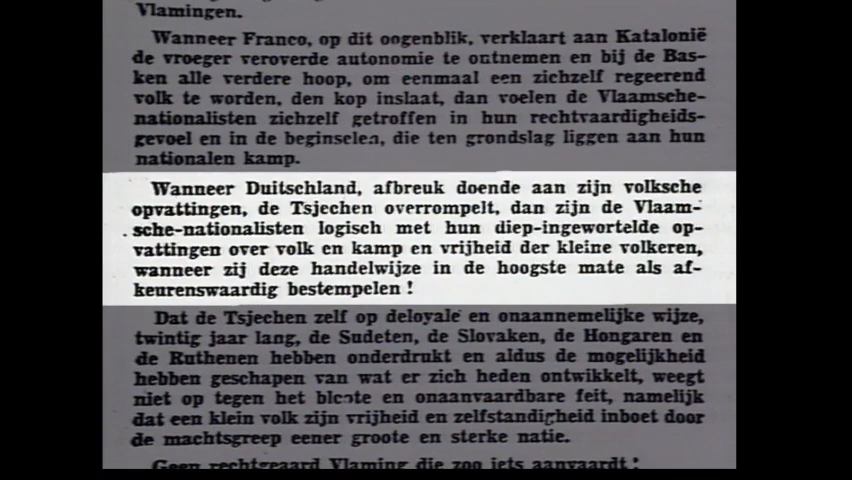 Vlamingen.
Wanneer Franco, op dit oogenblik, verklaart aan Katalonië
de vroeger veroverde autonomie te ontnemen en bij de Bas-
ken alle verdere hoop, om eenmaal een zichzelf regeerend
volk te worden, den kop inslaat, dan voelen de Vlaamsche-
nationalisten zichzelf getroffen in hun rechtvaardigheids-
gevoel en in de beginselen, die ten grondslag liggen aan hun
nationalen kamp.
Wanneer Duitschland, afbreuk doende aan zijn volksche
opvattingen, de Tsjechen overrompelt, dan zijn de Vlaam-
sche-nationalisten logisch met hun diep-ingewortelde op-
vattingen over volk en kamp en vrijheid der kleine volkeren,
wanneer zij deze handelwijze in de hoogste mate als af-
keurenswaardig bestempelen !
Dat de Tsjechen zelf op deloyale en onaannemelijke wijze,
twintig jaar lang, de Sudeten, de Slovaken, de Hongaren en
de Ruthenen hebben onderdrukt en aldus de mogelijkheid
hebben geschapen van wat er zich heden ontwikkelt, weegt
niet op tegen het bloote en onaanvaardbare feit, namelijk
dat een klein volk zijn vrijheid en zelfstandigheid inboet door
de machtsgreep eener groote en sterke natie.
Geen rechtgeaard Vlaming die zoo iets aanvaardt !